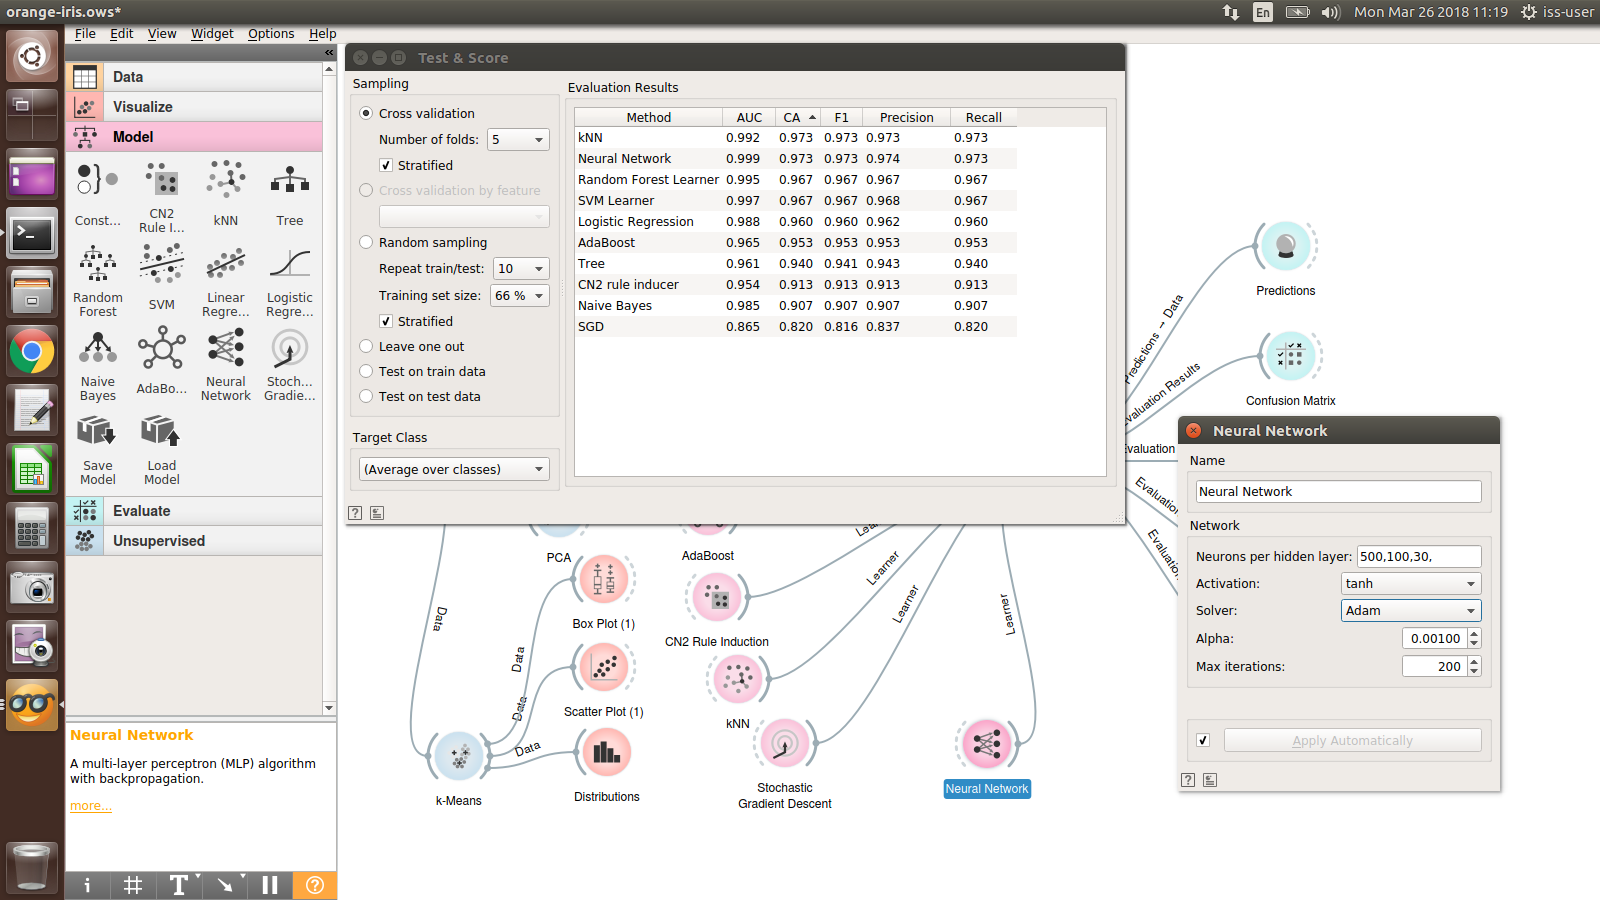 orange-iris.ows*
En
Mon Mar 26 2018 11:19
iss-user
File Edit View Widget Options Help
Data
Visualize
Model
Const...
CN2 Rule I...
kNN
Tree
Random Forest
SVM
Linear Regre...
Logistic Regre...
Naive Bayes
AdaBo...
Neural Network
Stoch... Gradie...
Save Model
Load Model
Evaluate
Unsupervised
Neural Network
A multi-layer perceptron (MLP) algorithm
with backpropagation.
more...
Test & Score
Sampling
Cross validation
Number of folds: 5
Stratified
Cross validation by feature
Random sampling
Repeat train/test: 10
Training set size: 66 %
Stratified
Leave one out
Test on train data
Test on test data
Target Class
(Average over classes)
Evaluation Results
Method AUC CA F1 Precision Recall
kNN 0.992 0.973 0.973 0.973 0.973
Neural Network 0.999 0.973 0.973 0.974 0.973
Random Forest Learner 0.995 0.967 0.967 0.967 0.967
SVM Learner 0.997 0.967 0.967 0.968 0.967
Logistic Regression 0.988 0.960 0.960 0.962 0.960
AdaBoost 0.965 0.953 0.953 0.953 0.953
Tree 0.961 0.940 0.941 0.943 0.940
CN2 rule inducer 0.954 0.913 0.913 0.913 0.913
Naive Bayes 0.985 0.907 0.907 0.907 0.907
SGD 0.865 0.820 0.816 0.837 0.820
Predictions → Data
Predictions
Evaluation Results
Confusion Matrix
Evaluation
Evaluation
Evaluation
PCA
AdaBoost
Learner
Learner
Learner
Data
Box Plot (1)
CN2 Rule Induction
Data
Scatter Plot (1)
kNN
Data
Data
k-Means
Distributions
Stochastic
Gradient Descent
Learner
Neural Network
Neural Network
Name
Neural Network
Network
Neurons per hidden layer: 500,100,30,
Activation: tanh
Solver: Adam
Alpha: 0.00100
Max iterations: 200
Apply Automatically